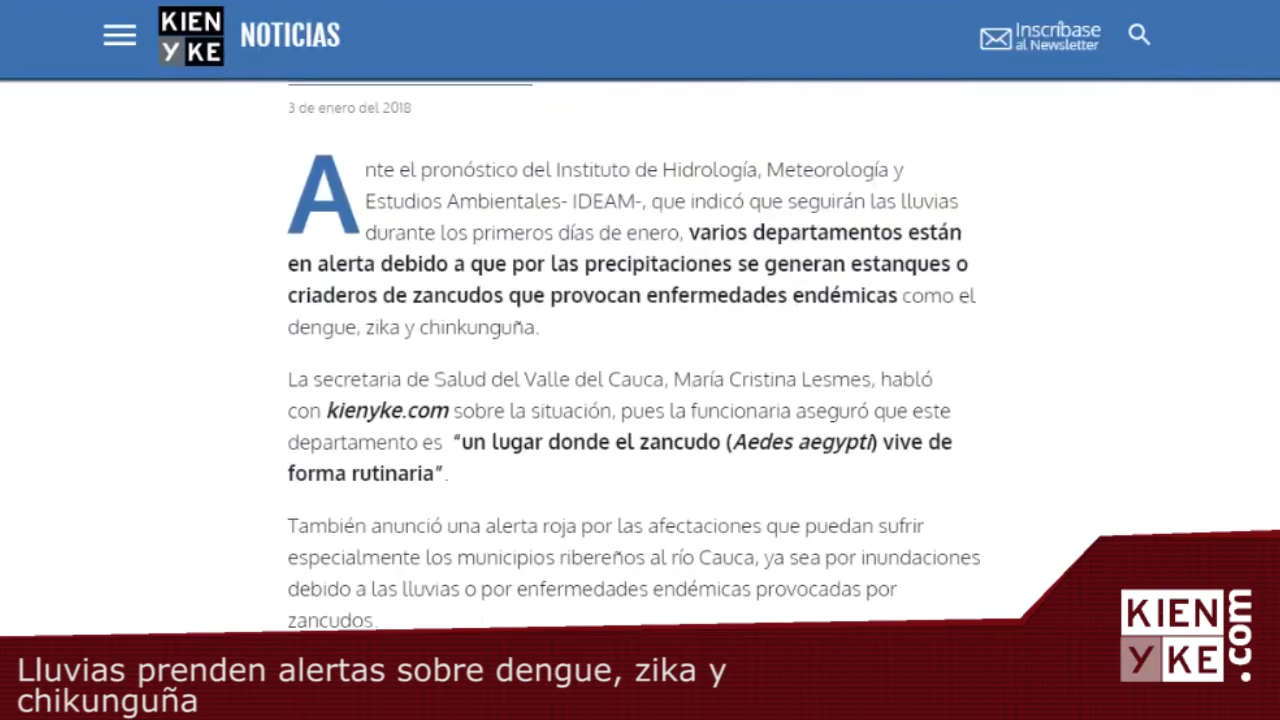 KIEN
Y KE
NOTICIAS
Inscríbase
al Newsletter
3 de enero del 2018
Ante el pronóstico del Instituto de Hidrología, Meteorología y
Estudios Ambientales- IDEAM-, que indicó que seguirán las lluvias
durante los primeros días de enero, varios departamentos están
en alerta debido a que por las precipitaciones se generan estanques o
criaderos de zancudos que provocan enfermedades endémicas como el
dengue, zika y chinkunguña.
La secretaria de Salud del Valle del Cauca, María Cristina Lesmes, habló
con kienyke.com sobre la situación, pues la funcionaria aseguró que este
departamento es “un lugar donde el zancudo (Aedes aegypti) vive de
forma rutinaria”.
También anunció una alerta roja por las afectaciones que puedan sufrir
especialmente los municipios ribereños al río Cauca, ya sea por inundaciones
debido a las lluvias o por enfermedades endémicas provocadas por
zancudos.
KIEN
Y KE
.com
Lluvias prenden alertas sobre dengue, zika y
chikunguña